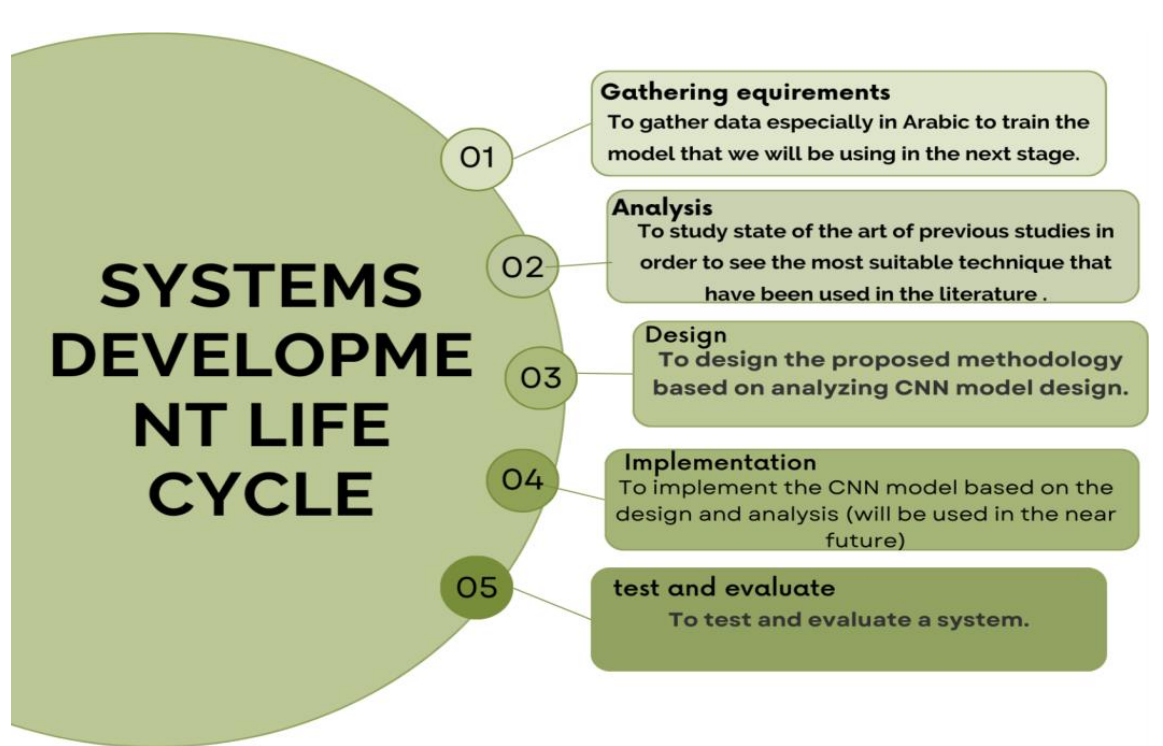 SYSTEMS
DEVELOPME
NT LIFE
CYCLE
01
Gathering equirements
To gather data especially in Arabic to train the
model that we will be using in the next stage.
02
Analysis
To study state of the art of previous studies in
order to see the most suitable technique that
have been used in the literature .
03
Design
To design the proposed methodology
based on analyzing CNN model design.
04
Implementation
To implement the CNN model based on the
design and analysis (will be used in the near
future)
05
test and evaluate
To test and evaluate a system.